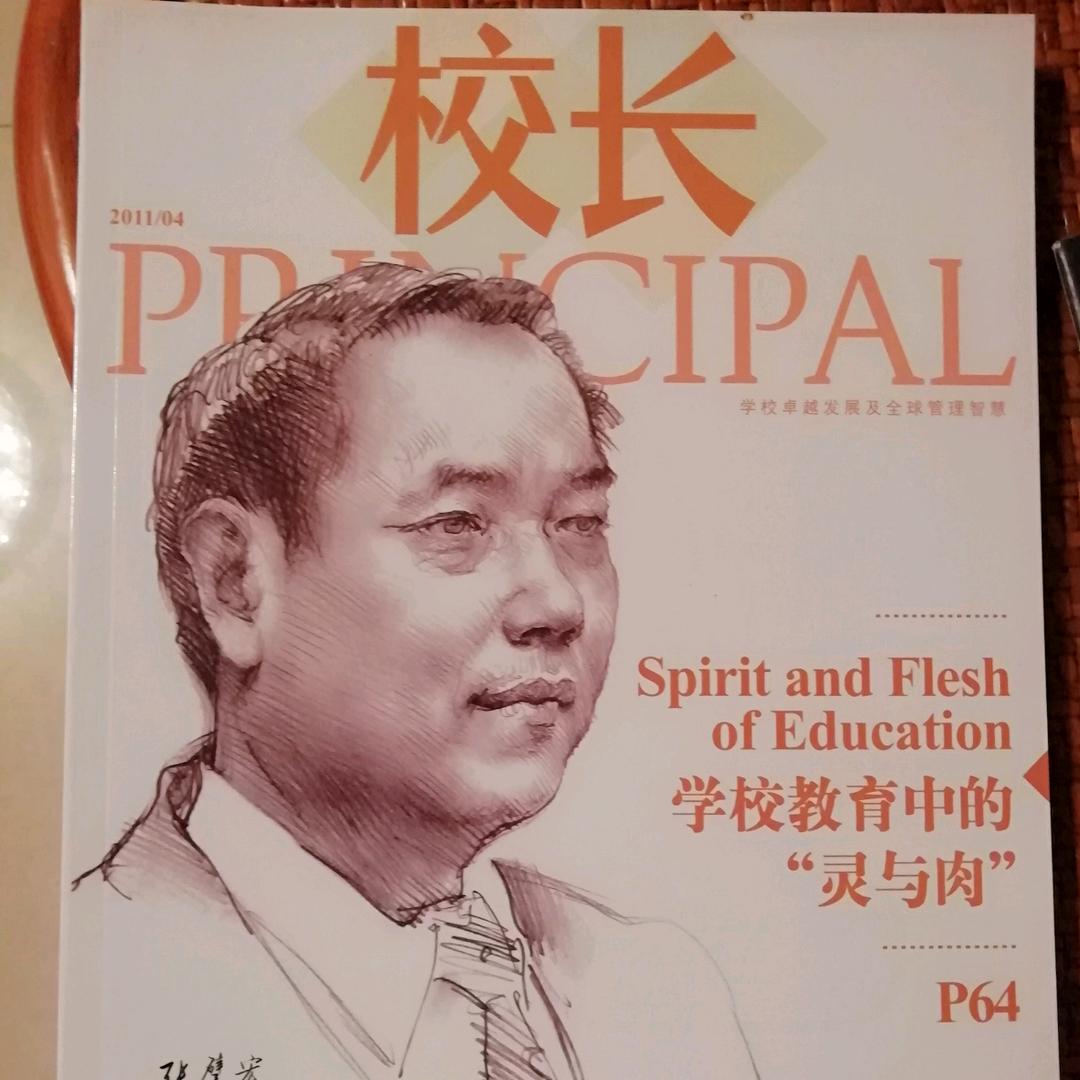 校长
2011/04
PRINCIPAL
学校卓越发展及全球管理智慧
Spirit and Flesh
of Education
学校教育中的
“灵与肉”
P64